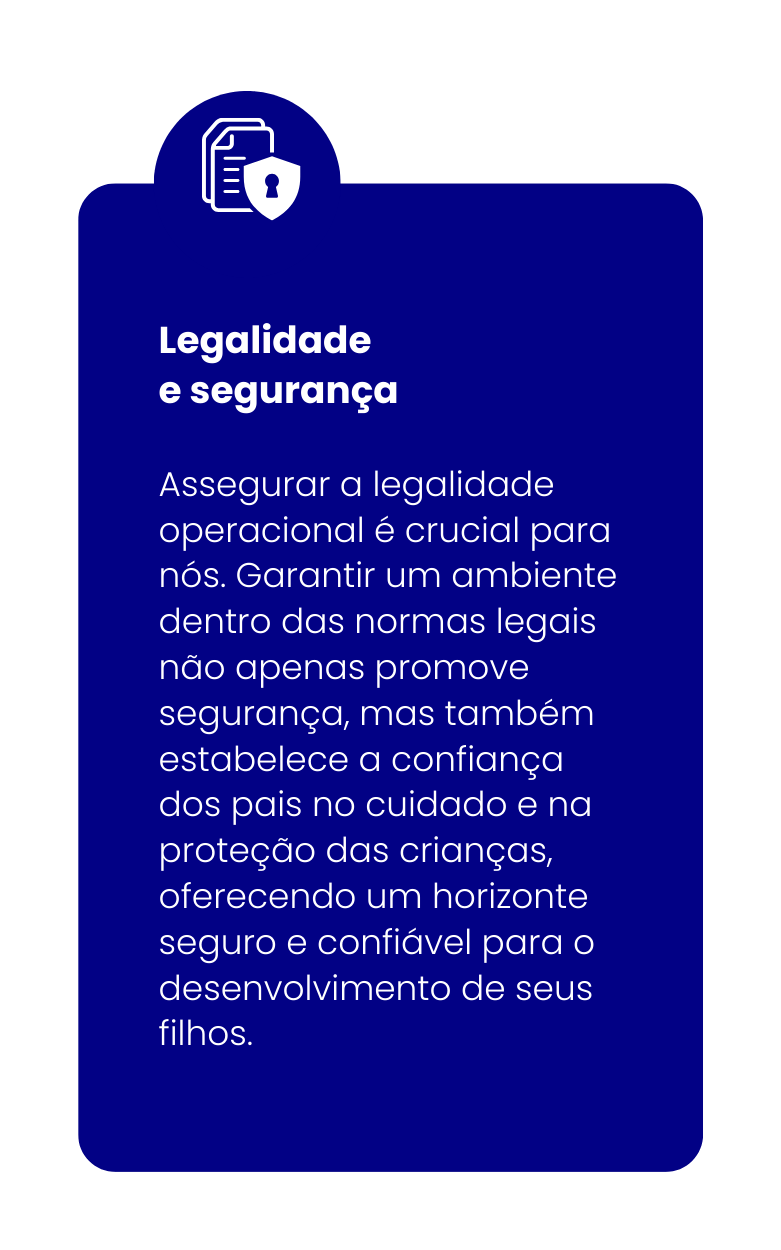 Legalidade
e segurança
Assegurar a legalidade
operacional é crucial para
nós. Garantir um ambiente
dentro das normas legais
não apenas promove
segurança, mas também
estabelece a confiança
dos pais no cuidado e na
proteção das crianças,
oferecendo um horizonte
seguro e confiável para o
desenvolvimento de seus
filhos.